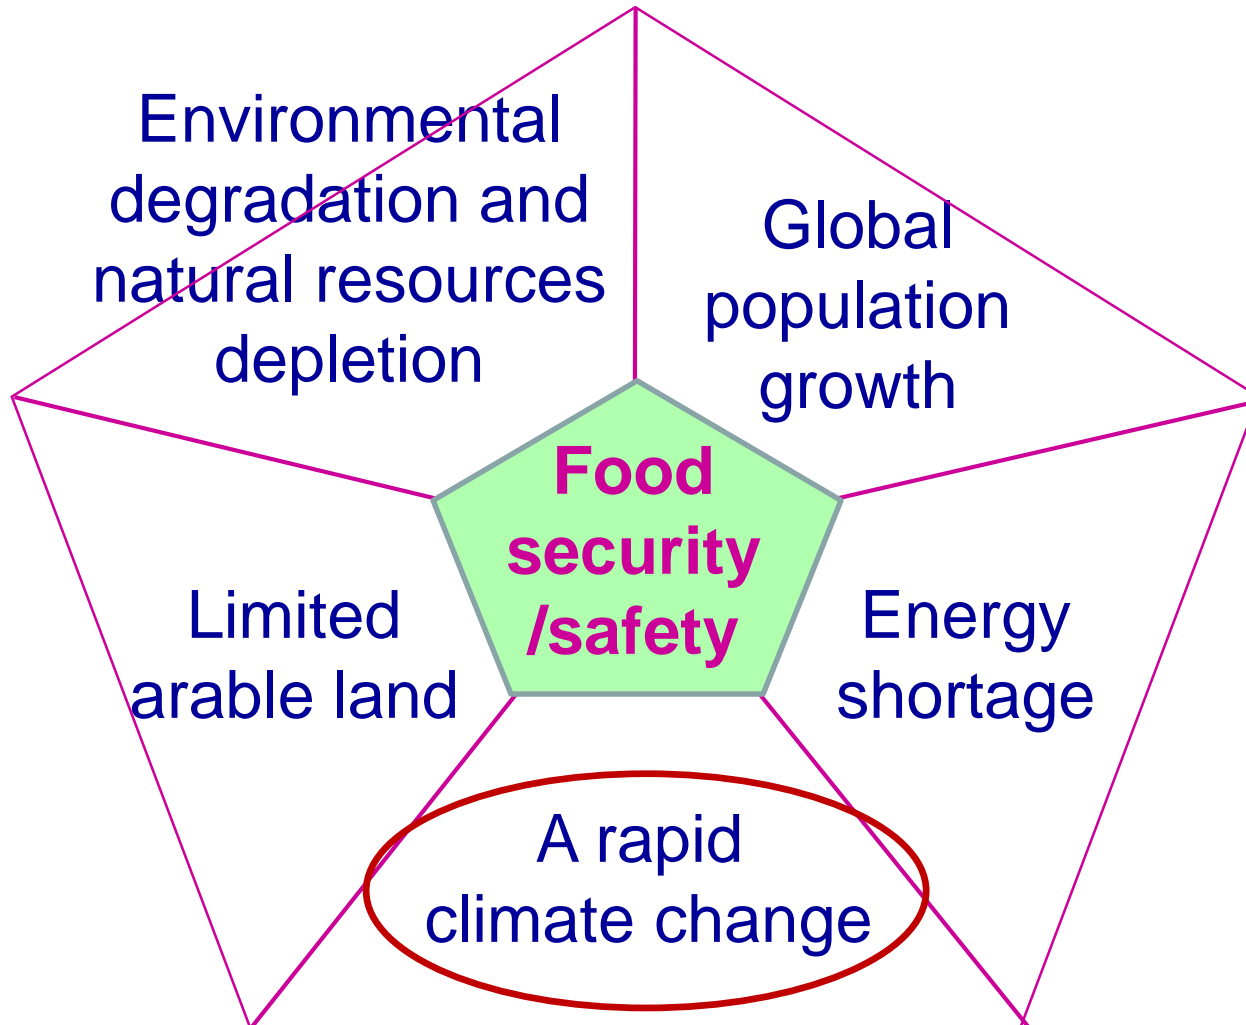 Environmental
degradation and
natural resources
depletion
Global
population
growth
Food
security
/safety
Limited
arable land
Energy
shortage
A rapid
climate change